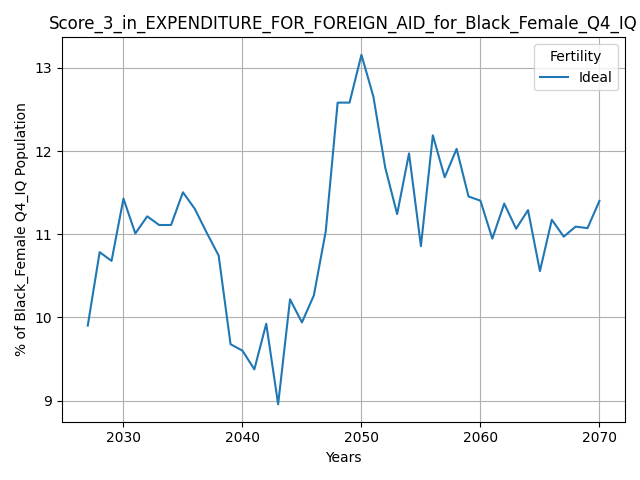 Score_3_in_EXPENDITURE_FOR_FOREIGN_AID_for_Black_Female_Q4_IQ
Fertility
Ideal
% of Black_Female Q4_IQ Population
13
12
11
10
9
2030 2040 2050 2060 2070
Years